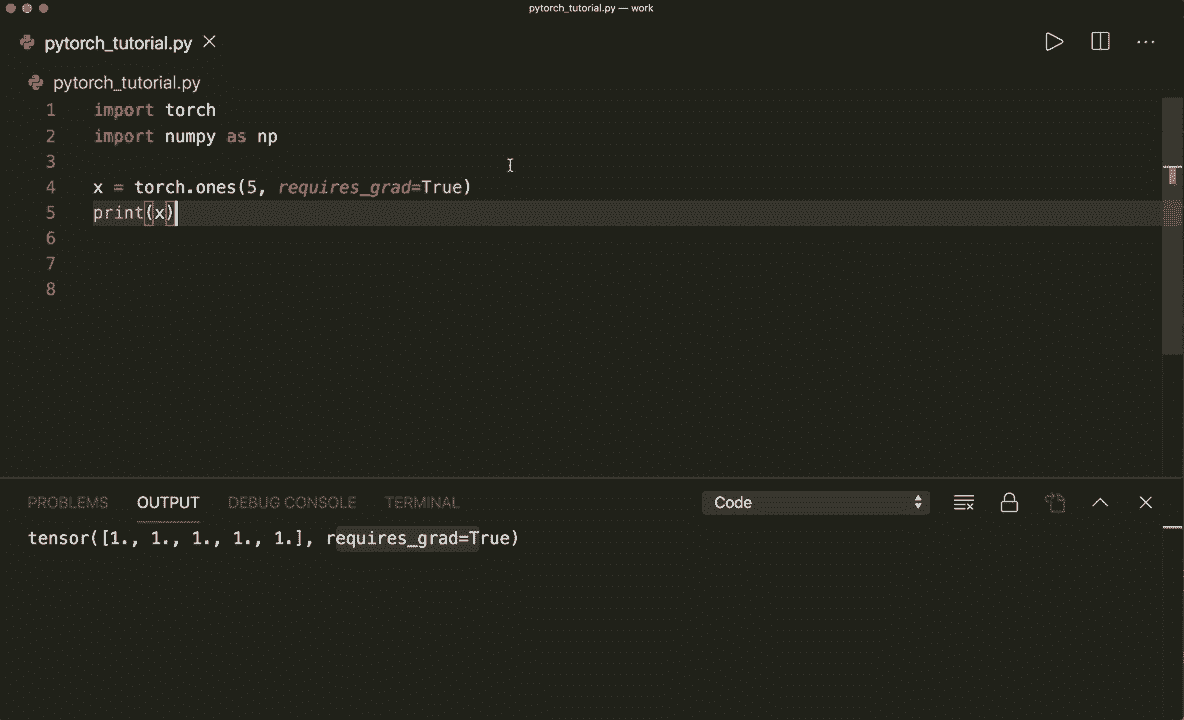 pytorch_tutorial.py — work
pytorch_tutorial.py
pytorch_tutorial.py
1 import torch
2 import numpy as np
3
4 x = torch.ones(5, requires_grad=True)
5 print(x)
6
7
8
PROBLEMS OUTPUT DEBUG CONSOLE TERMINAL Code
tensor([1., 1., 1., 1., 1.], requires_grad=True)